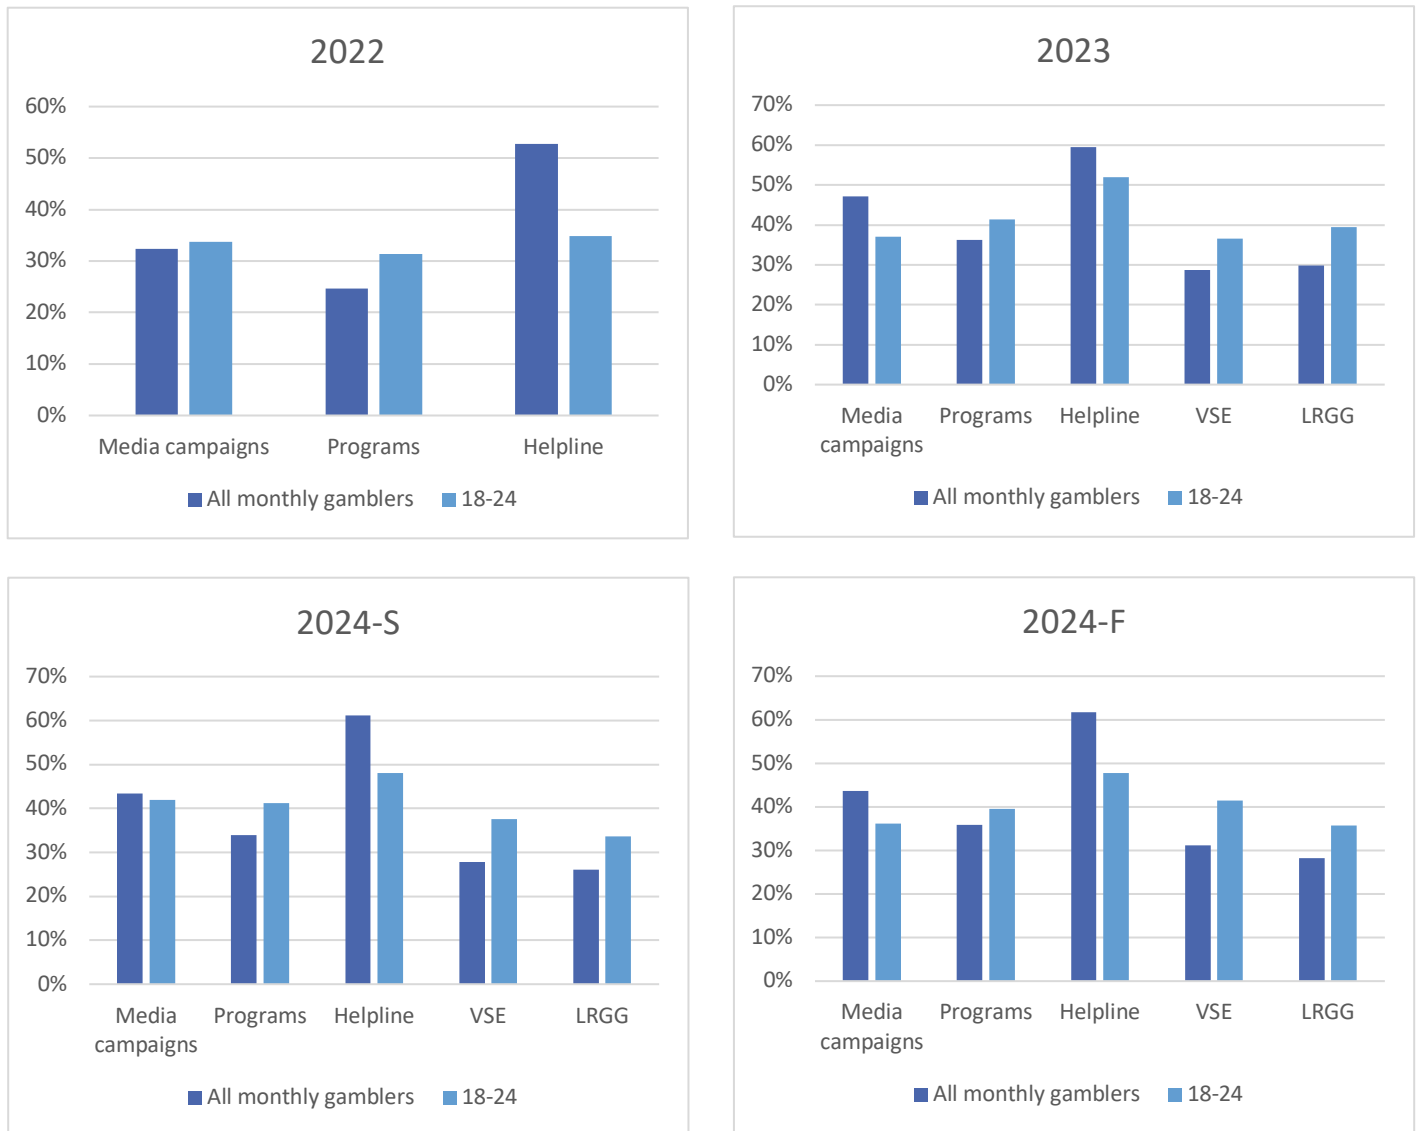 2022
60%
50%
40%
30%
20%
10%
0%
Media campaigns Programs Helpline
All monthly gamblers 18-24
2023
70%
60%
50%
40%
30%
20%
10%
0%
Media Programs Helpline VSE LRGG
campaigns
All monthly gamblers 18-24
2024-S
70%
60%
50%
40%
30%
20%
10%
0%
Media Programs Helpline VSE LRGG
campaigns
All monthly gamblers 18-24
2024-F
70%
60%
50%
40%
30%
20%
10%
0%
Media Programs Helpline VSE LRGG
campaigns
All monthly gamblers 18-24